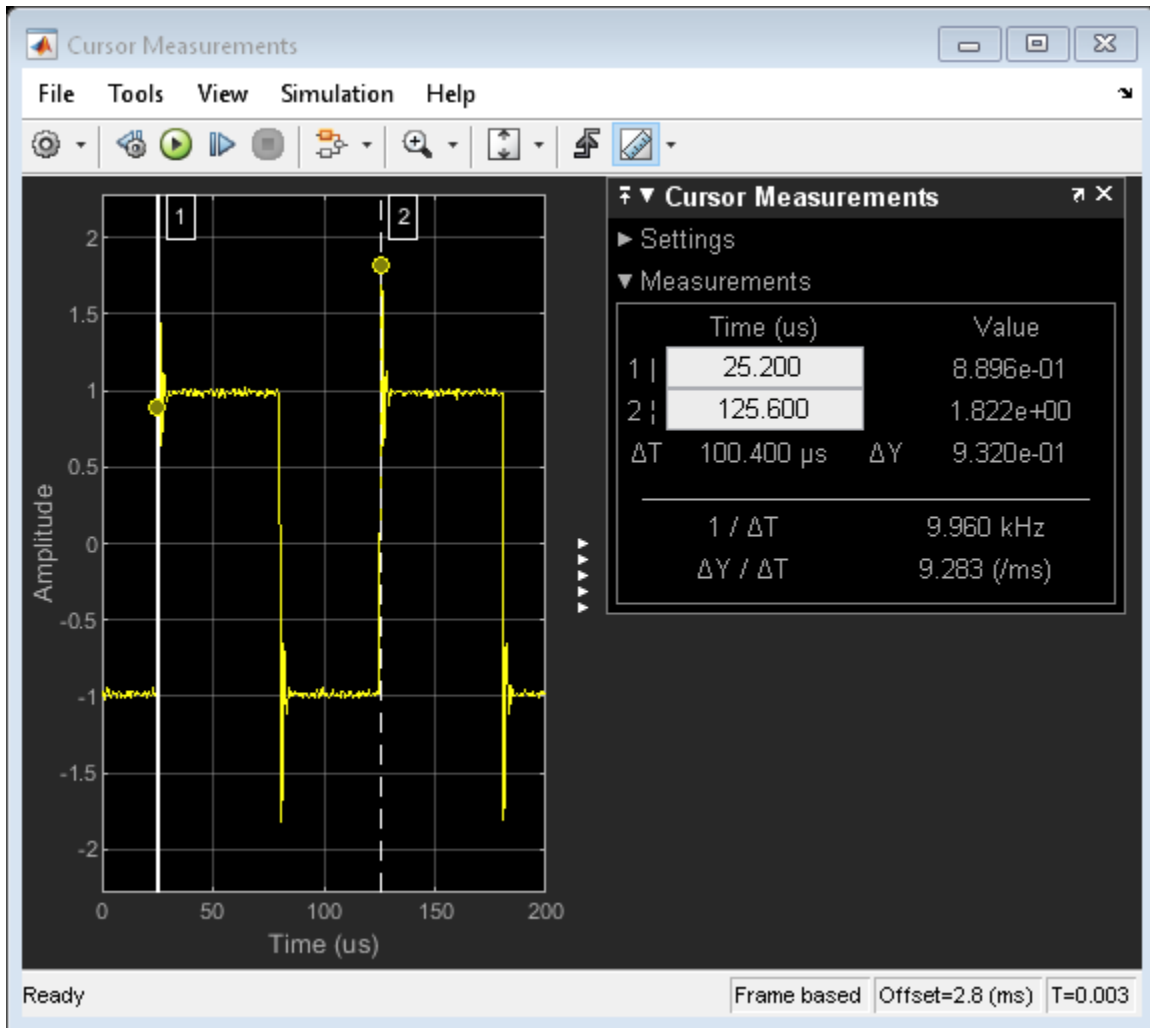 Cursor Measurements
File Tools View Simulation Help
1 2
2
1.5
1
0.5
0
-0.5
-1
-1.5
-2
Amplitude
0 50 100 150 200
Time (us)
Cursor Measurements
Settings
Measurements
Time (us) Value
1 | 25.200 8.896e-01
2 ¦ 125.600 1.822e+00
ΔT 100.400 µs ΔY 9.320e-01
1 / ΔT 9.960 kHz
ΔY / ΔT 9.283 (/ms)
Ready Frame based Offset=2.8 (ms) T=0.003